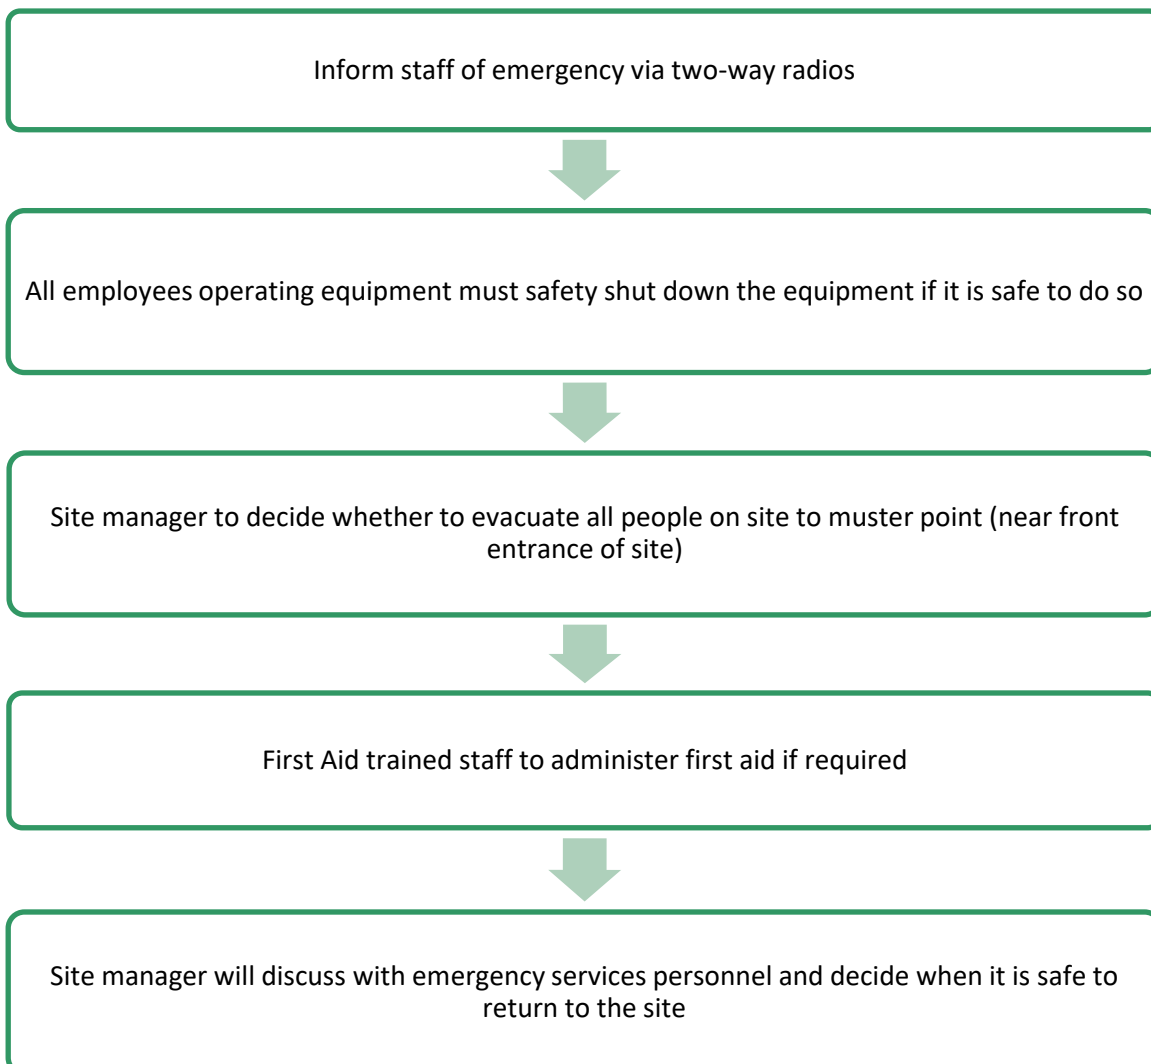 Inform staff of emergency via two-way radios
All employees operating equipment must safety shut down the equipment if it is safe to do so
Site manager to decide whether to evacuate all people on site to muster point (near front
entrance of site)
First Aid trained staff to administer first aid if required
Site manager will discuss with emergency services personnel and decide when it is safe to
return to the site